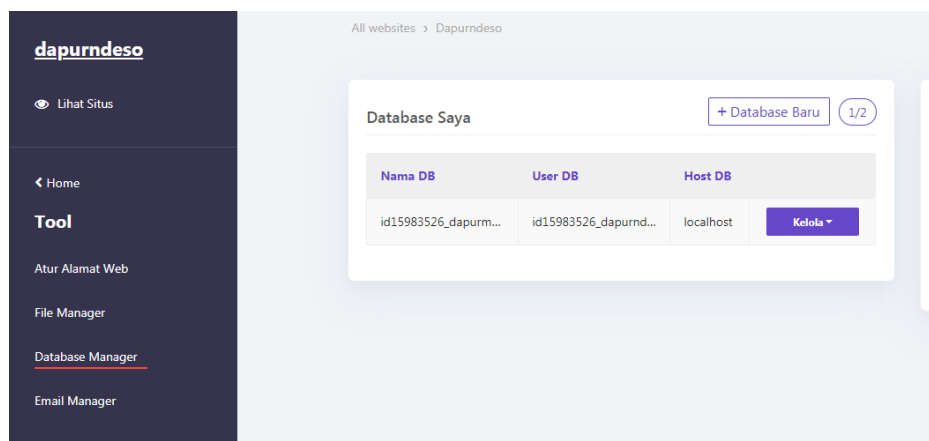 dapurndeso
Lihat Situs
Home
Tool
Atur Alamat Web
File Manager
Database Manager
Email Manager
All websites > Dapurndeso
Database Saya
+ Database Baru
1/2
Nama DB User DB Host DB
id15983526_dapurm... id15983526_dapurnd... localhost Kelola